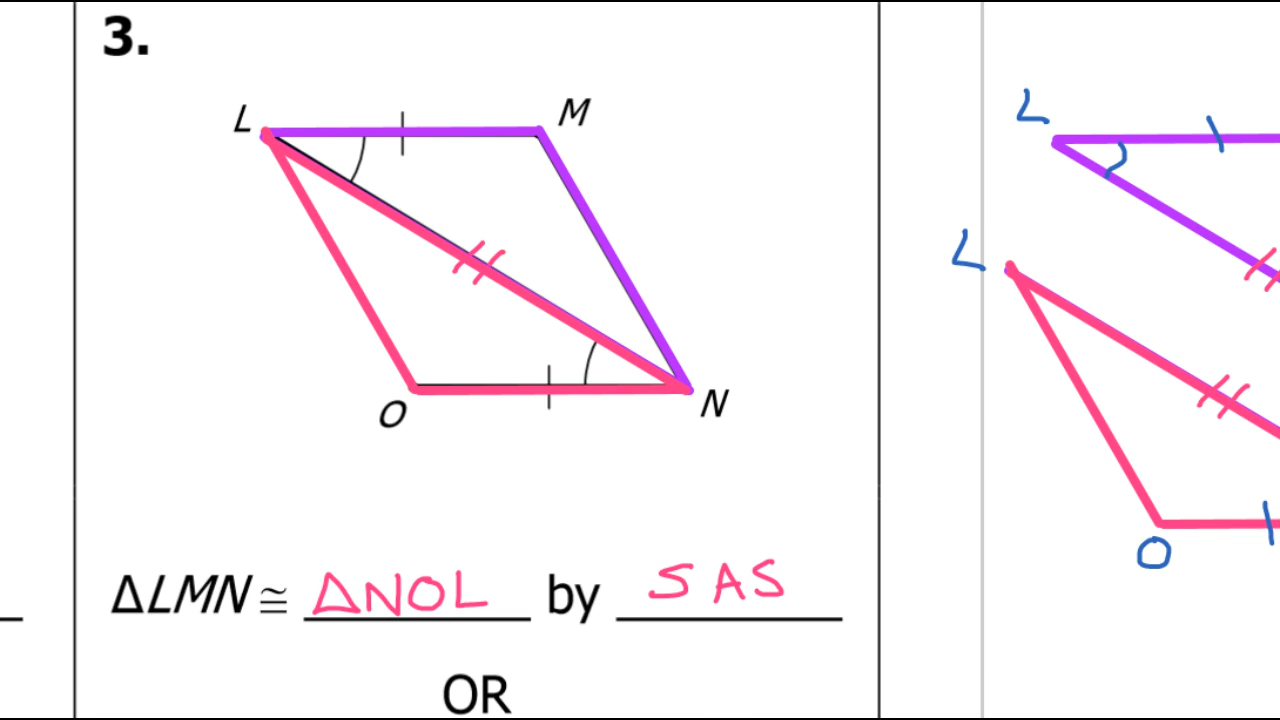 3.
L
M
O
N
ΔLMN ≅ ΔNOL by SAS
OR
L
L
O